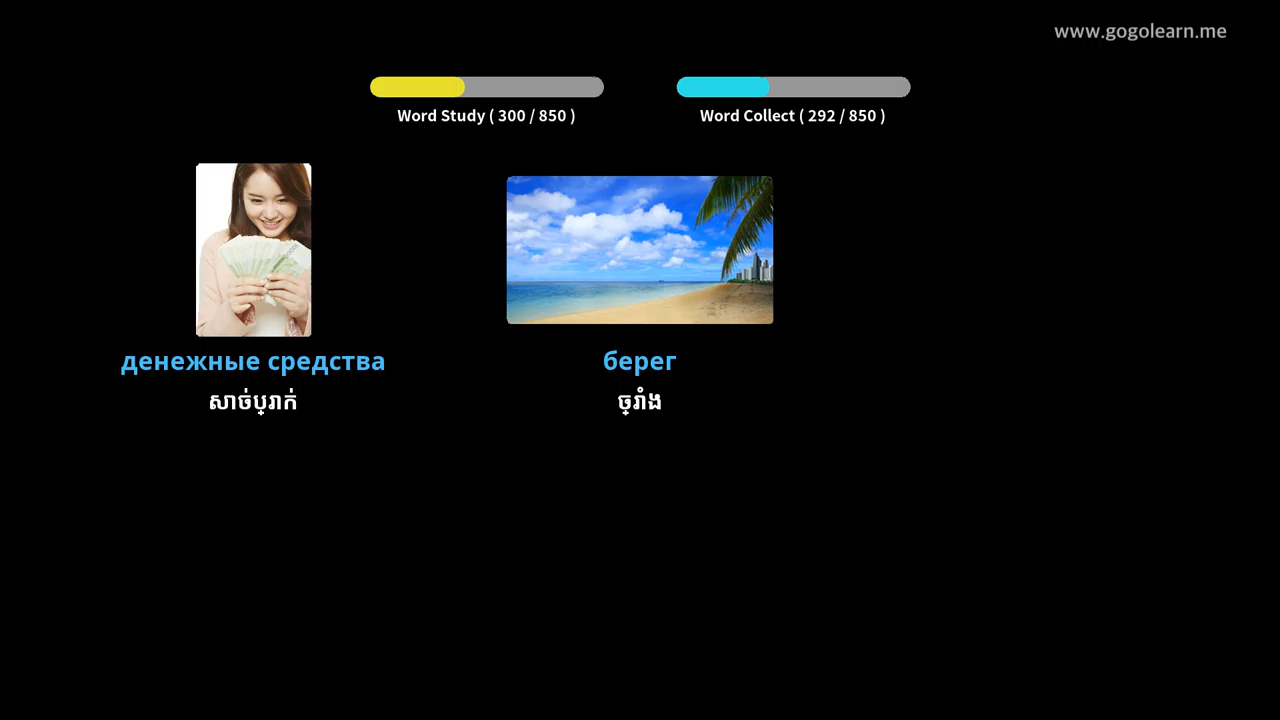 www.gogolearn.me
Word Study ( 300 / 850 )
Word Collect ( 292 / 850 )
денежные средства
берег
សាច់ប្រាក់
ច្រាំង